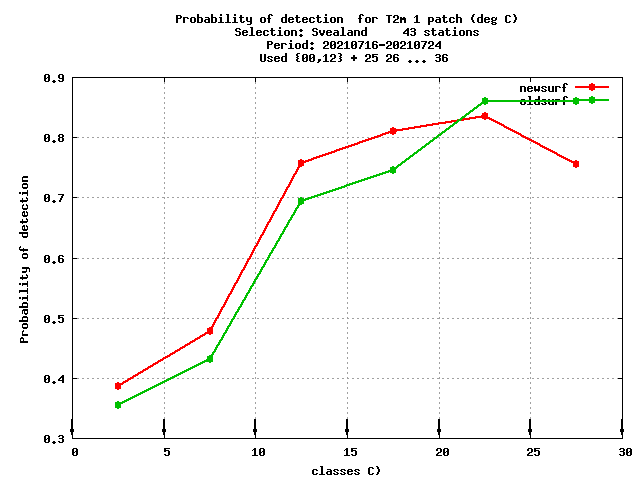 Probability of detection  for T2m 1 patch (deg C)
Selection: Svealand     43 stations
Period: 20210716-20210724
Used {00,12} + 25 26 ... 36
0.9
0.8
0.7
0.6
0.5
0.4
0.3
Probability of detection
newsurf
oldsurf
0 5 10 15 20 25 30
classes C)